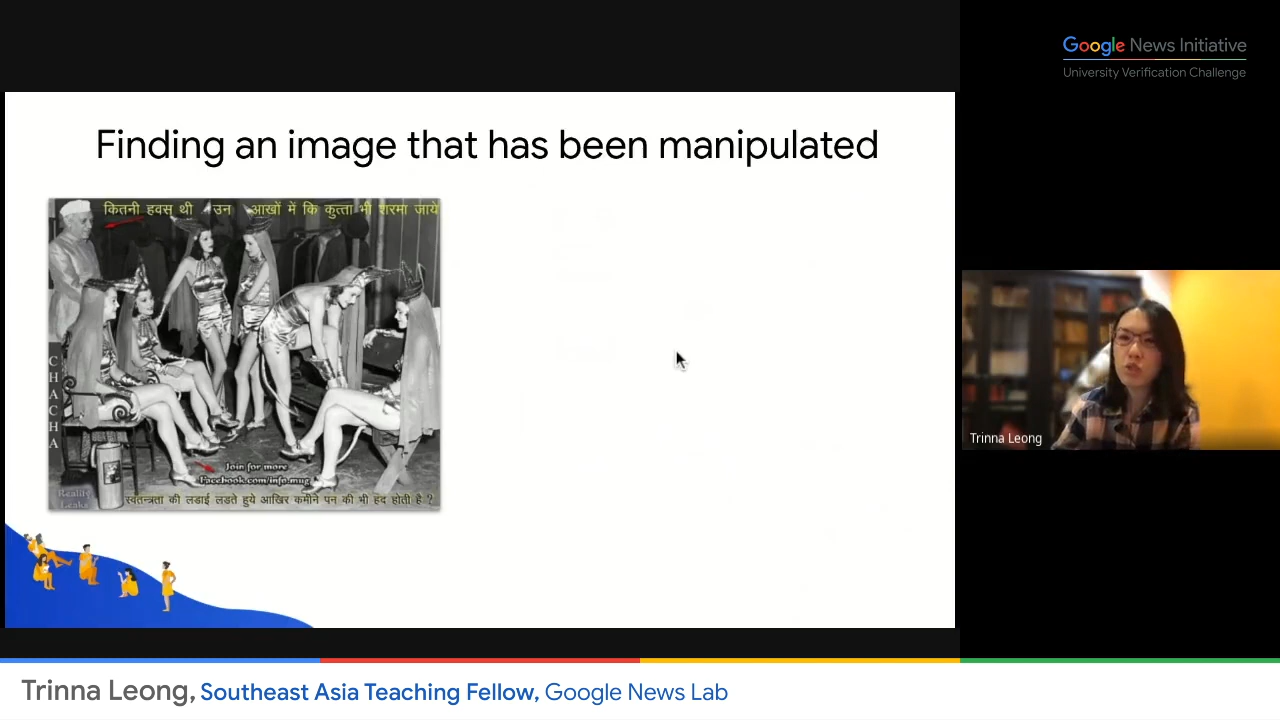 Google News Initiative
University Verification Challenge
Finding an image that has been manipulated
कितनी हवस थी उन आखों में कि कुत्ता भी शरमा जाये
CHACHA
Join for more
Facebook.com/info.mug
Reality
Leaks
स्वतन्त्रता की लडाई लडते हुये आखिर कमीने पन की भी हद होती है ?
Trinna Leong
Trinna Leong, Southeast Asia Teaching Fellow, Google News Lab